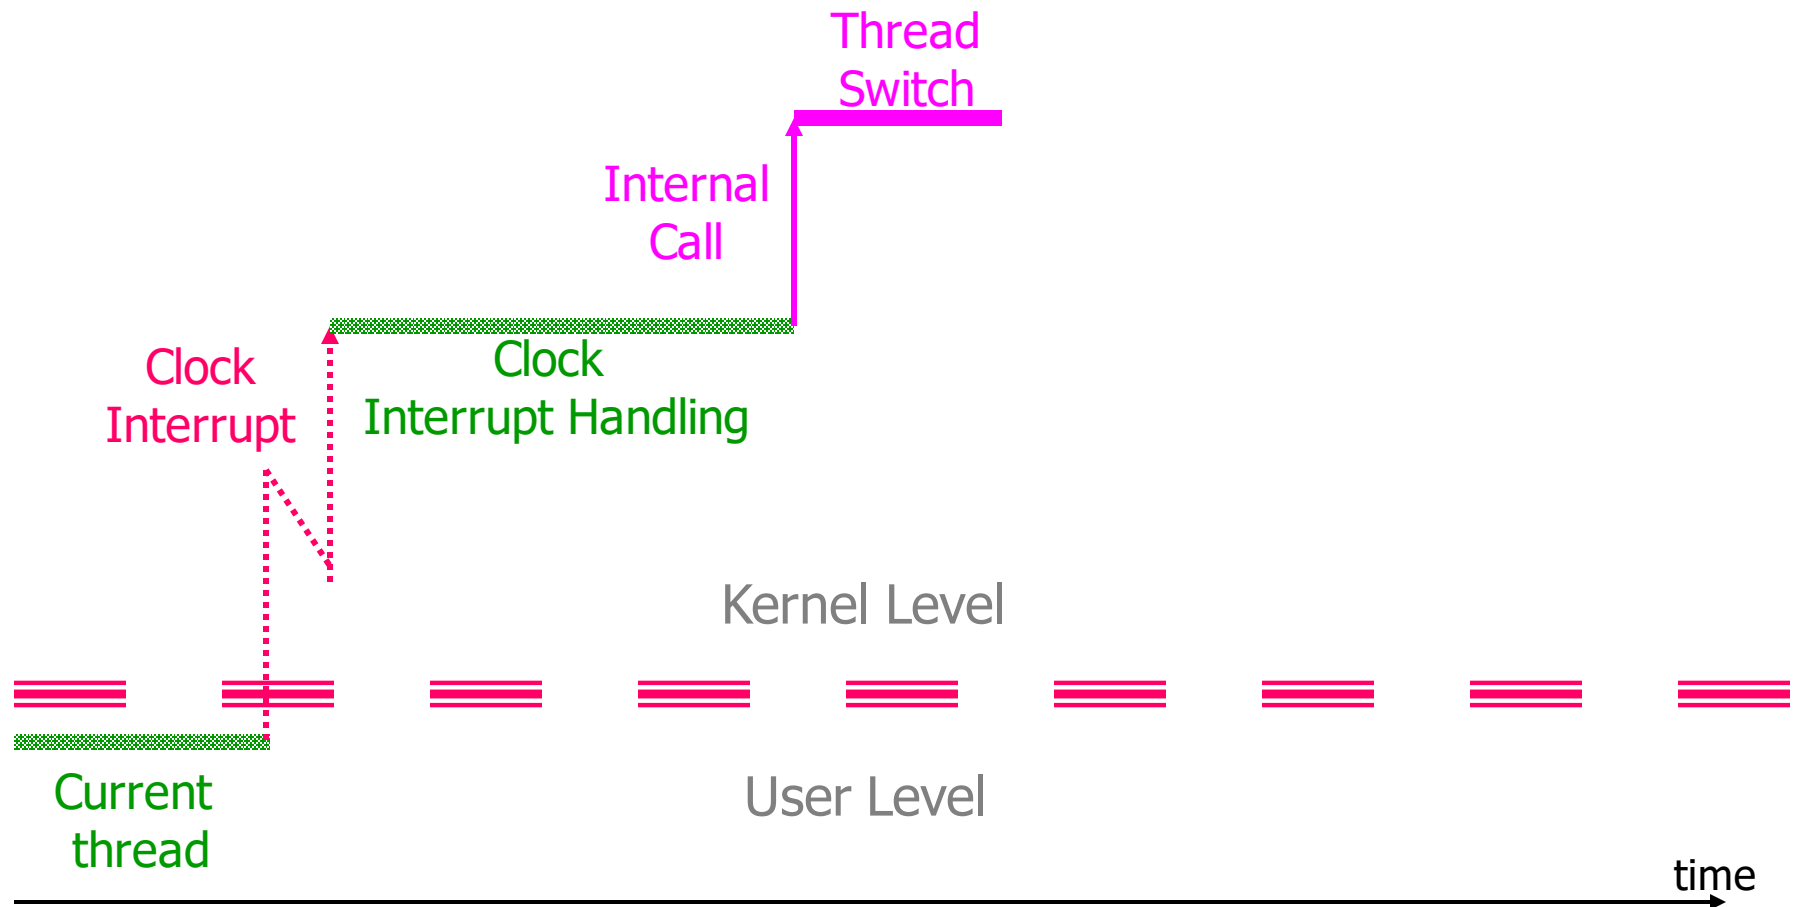 Thread
Switch
Internal
Call
Clock
Interrupt
Clock
Interrupt Handling
Kernel Level
Current
thread
User Level
time